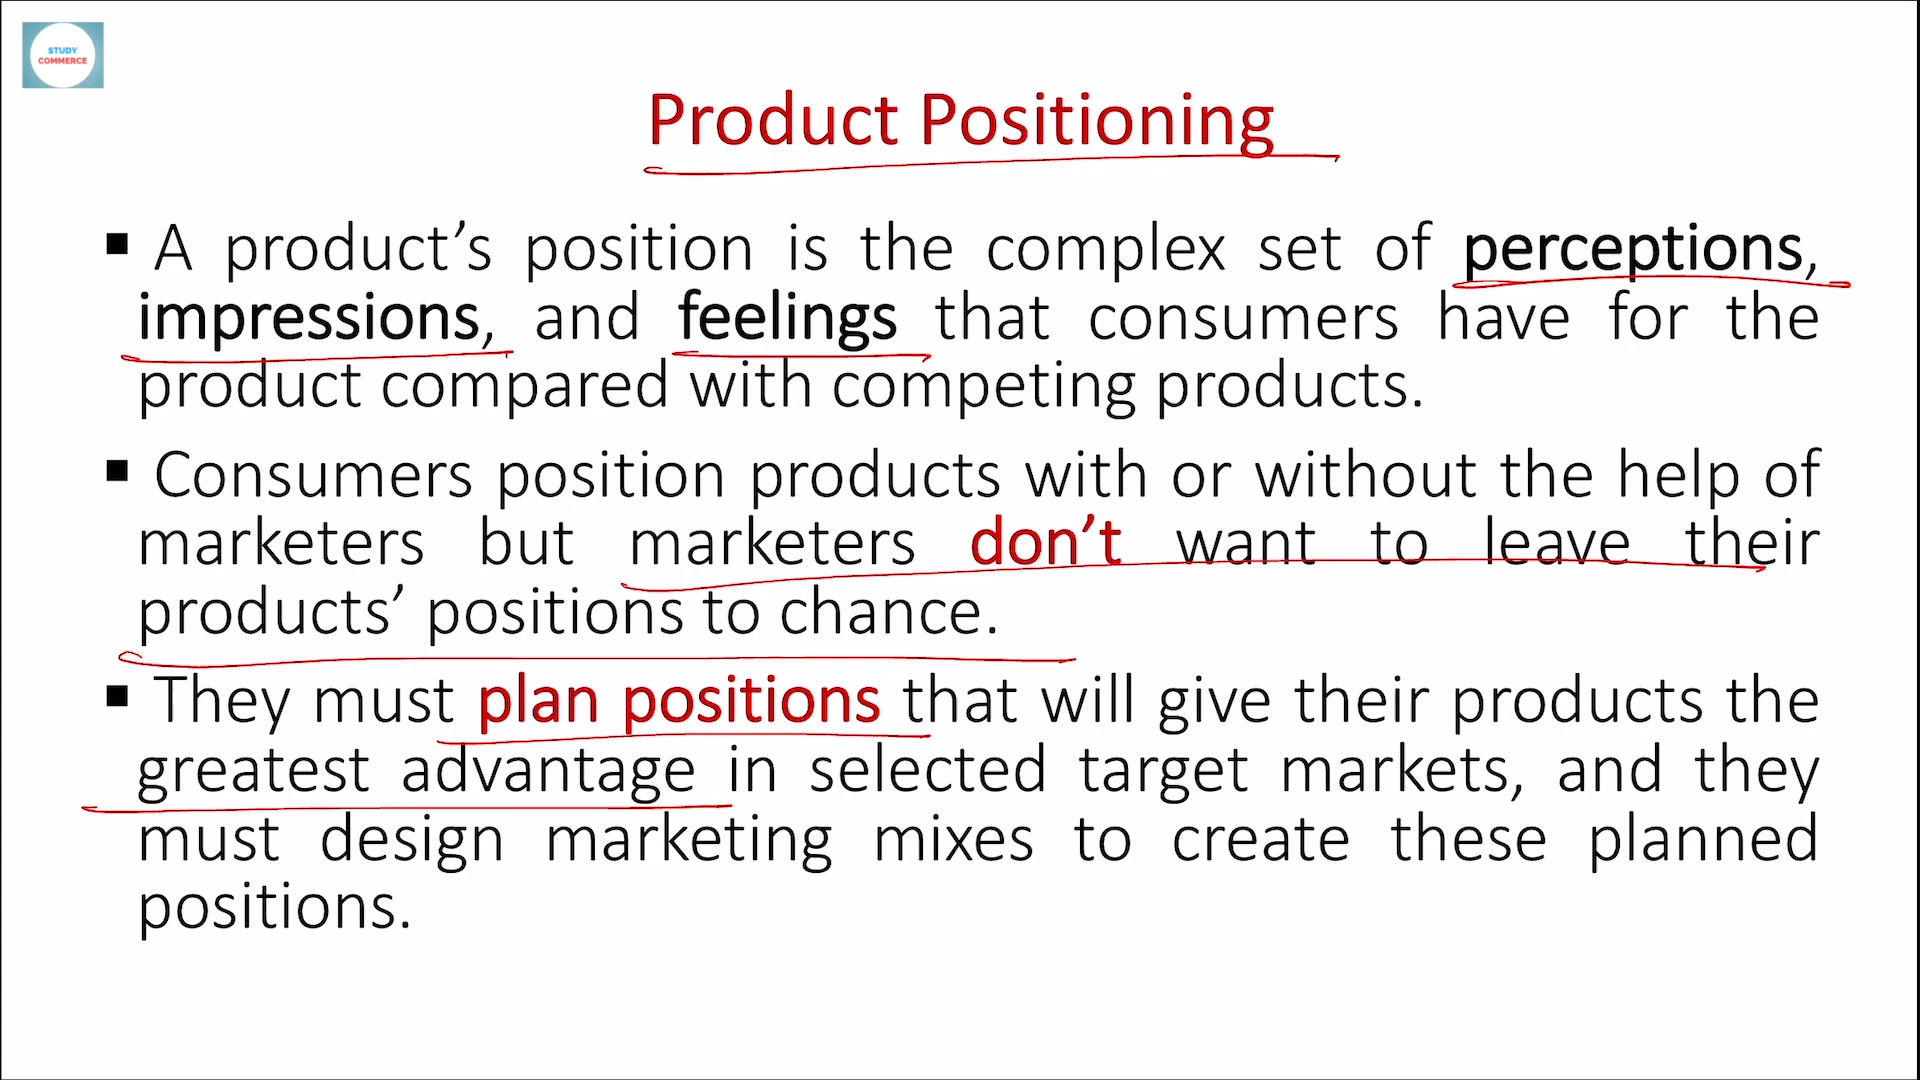 STUDY
COMMERCE
Product Positioning
▪ A product’s position is the complex set of perceptions,
impressions, and feelings that consumers have for the
product compared with competing products.
▪ Consumers position products with or without the help of
marketers but marketers don’t want to leave their
products’ positions to chance.
▪ They must plan positions that will give their products the
greatest advantage in selected target markets, and they
must design marketing mixes to create these planned
positions.